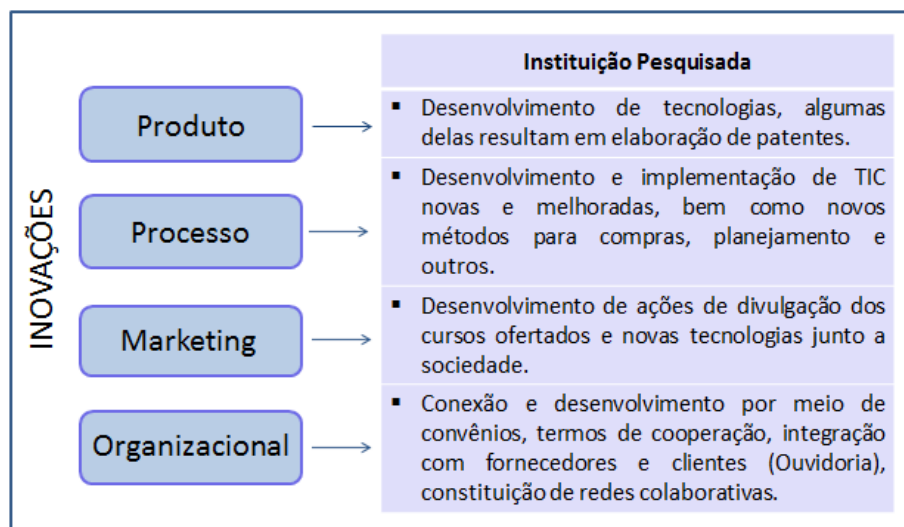 INOVAÇÕES
Instituição Pesquisada
Produto
▪ Desenvolvimento de tecnologias, algumas
delas resultam em elaboração de patentes.
Processo
▪ Desenvolvimento e implementação de TIC
novas e melhoradas, bem como novos
métodos para compras, planejamento e
outros.
Marketing
▪ Desenvolvimento de ações de divulgação dos
cursos ofertados e novas tecnologias junto a
sociedade.
Organizacional
▪ Conexão e desenvolvimento por meio de
convênios, termos de cooperação, integração
com fornecedores e clientes (Ouvidoria),
constituição de redes colaborativas.